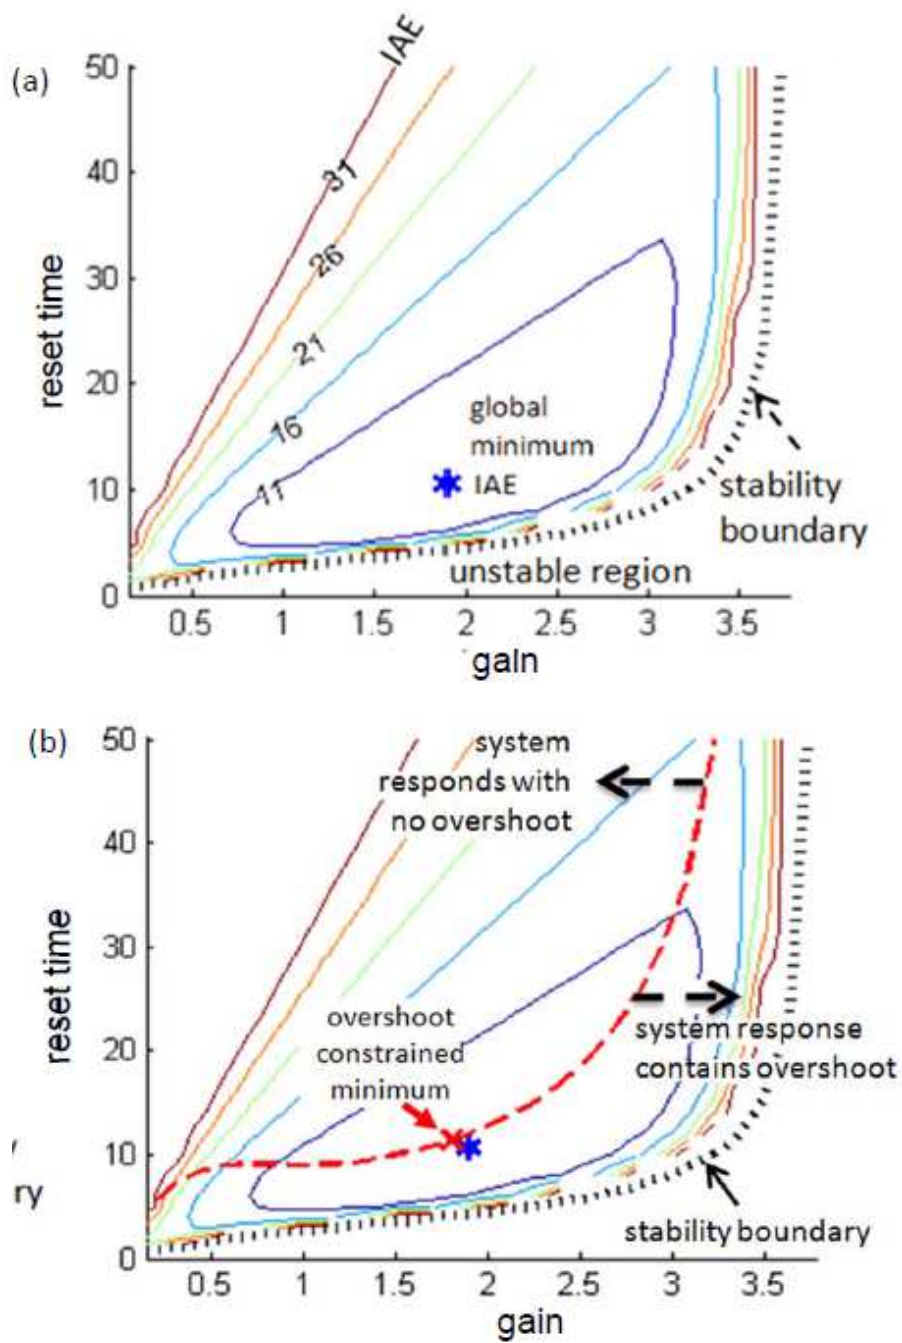 (a)
IAE
50
40
30
20
10
0
reset time
31
26
21
16
11
global
minimum
IAE
stability
boundary
unstable region
0.5
1
1.5
2
2.5
3
3.5
gain
(b)
50
40
30
20
10
0
reset time
system
responds with
no overshoot
overshoot
constrained
minimum
system response
contains overshoot
stability boundary
ry
0.5
1
1.5
2
2.5
3
3.5
gain